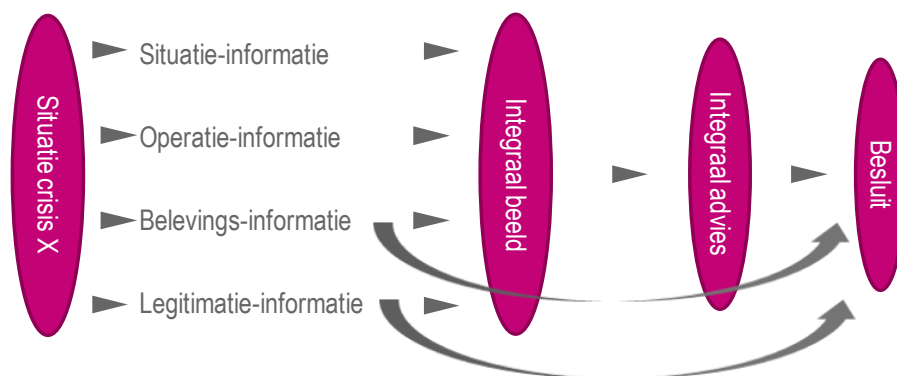 Situatie crisis X
Situatie-informatie
Operatie-informatie
Belevings-informatie
Legitimatie-informatie
Integraal beeld
Integraal advies
Besluit